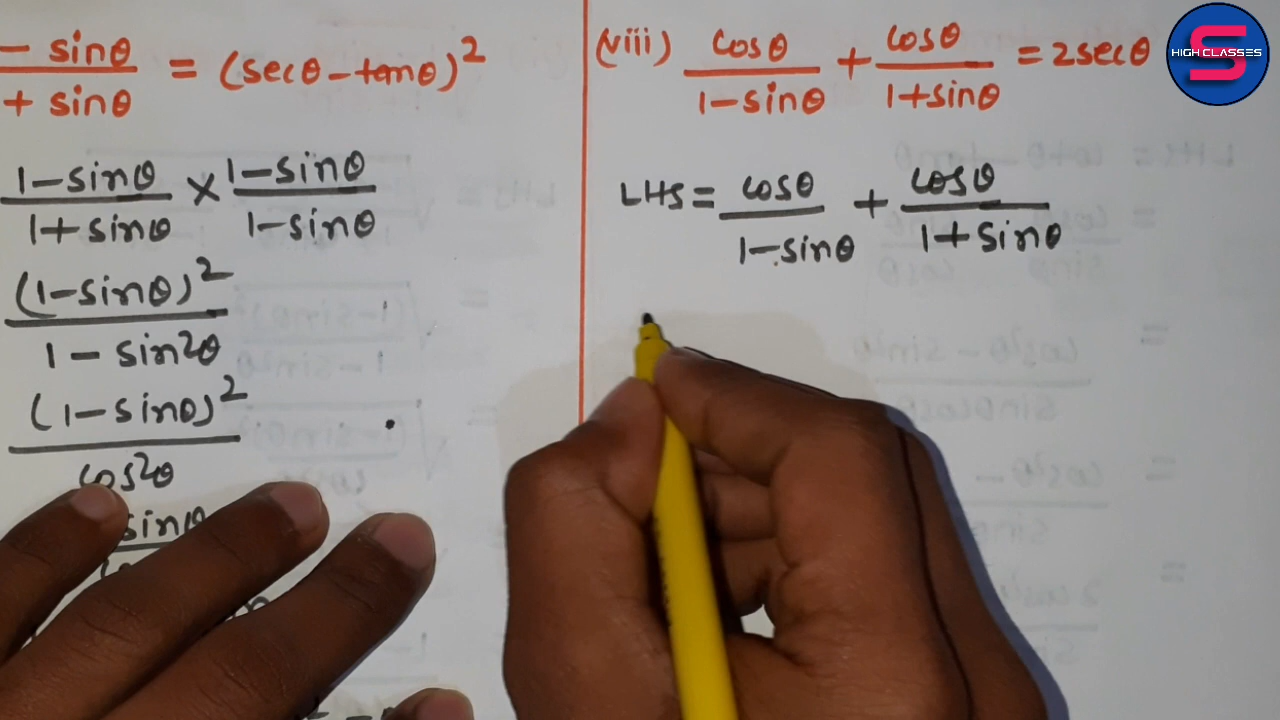 - sinθ / + sinθ = (secθ - tanθ)²
1 - sinθ / 1 + sinθ × 1 - sinθ / 1 - sinθ
(1 - sinθ)² / 1 - sin²θ
(1 - sinθ)² / cos²θ
sinθ
(viii) cosθ / 1 - sinθ + cosθ / 1 + sinθ = 2secθ
LHS = cosθ / 1 - sinθ + cosθ / 1 + sinθ
S
HIGH CLASSES